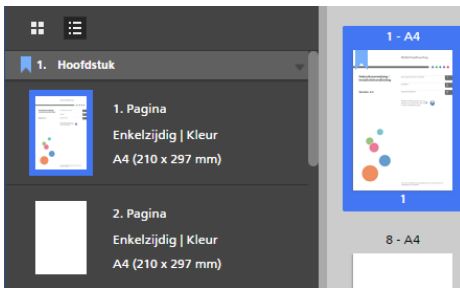 1. Hoofdstuk
1. Pagina
Enkelzijdig | Kleur
A4 (210 x 297 mm)
2. Pagina
Enkelzijdig | Kleur
A4 (210 x 297 mm)
1 - A4
1
8 - A4